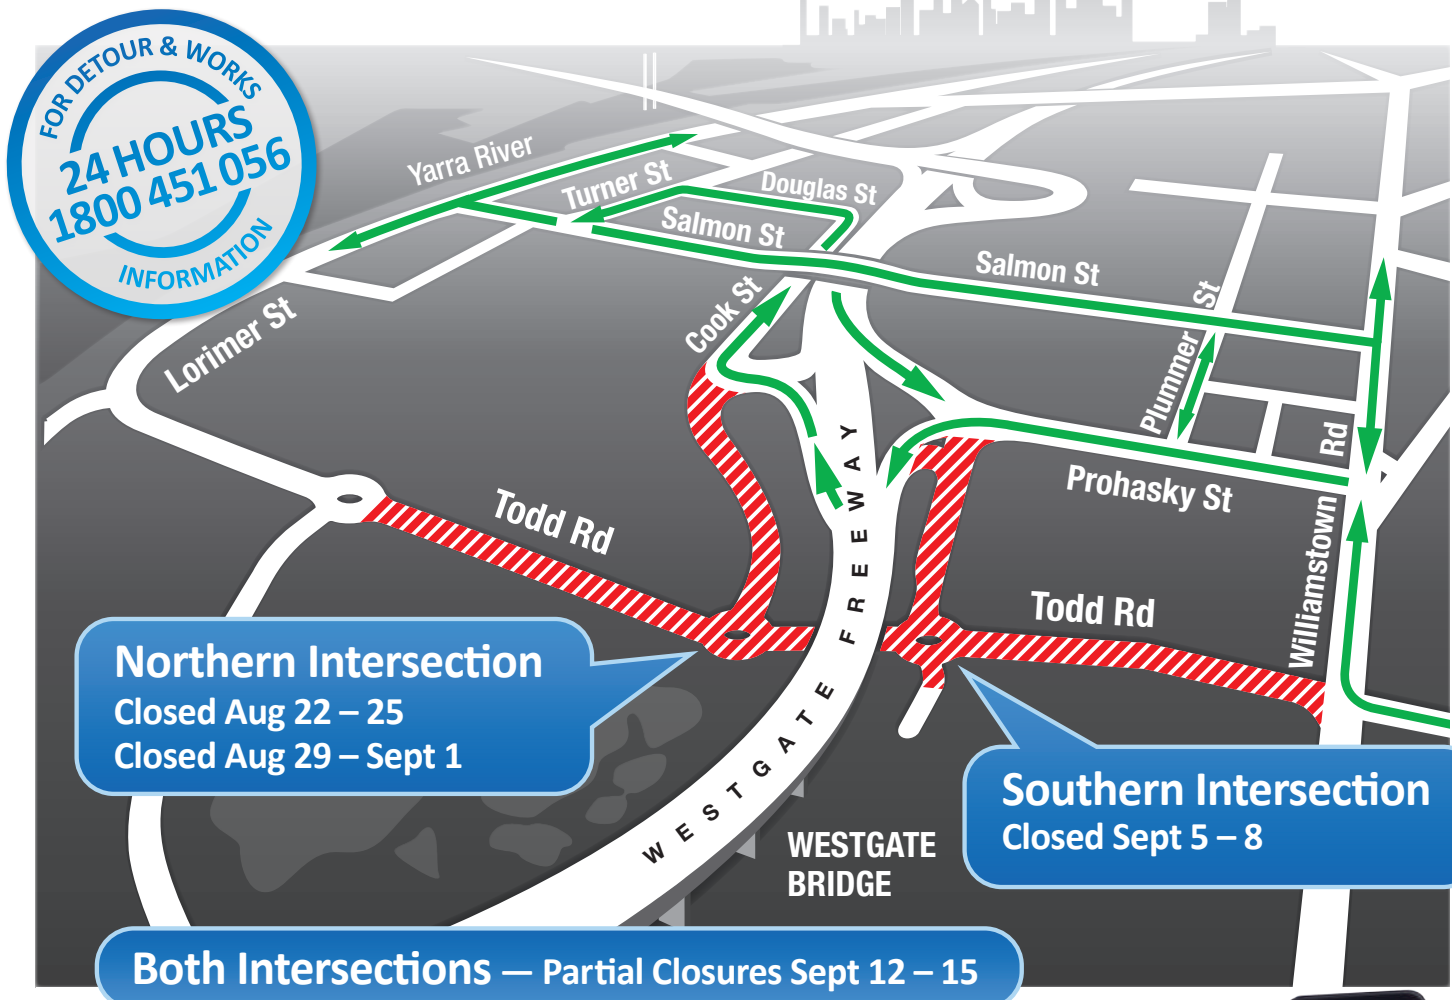 FOR DETOUR & WORKS
24 HOURS
1800 451 056
INFORMATION
Yarra River
Turner St
Douglas St
Salmon St
Salmon St
Cook St
Lorimer St
Plummer St
Prohasky St
Williamstown Rd
Todd Rd
Todd Rd
WESTGATE FREEWAY
Northern Intersection
Closed Aug 22 – 25
Closed Aug 29 – Sept 1
Southern Intersection
Closed Sept 5 – 8
WESTGATE
BRIDGE
Both Intersections — Partial Closures Sept 12 – 15